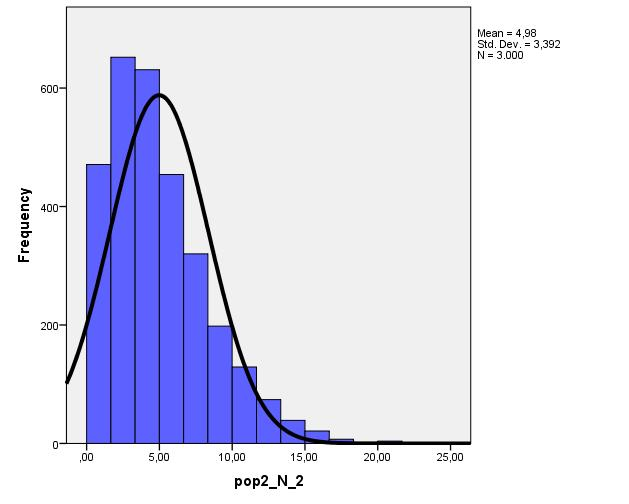 Mean = 4,98
Std. Dev. = 3,392
N = 3.000
Frequency
600
400
200
0
,00
5,00
10,00
15,00
20,00
25,00
pop2_N_2